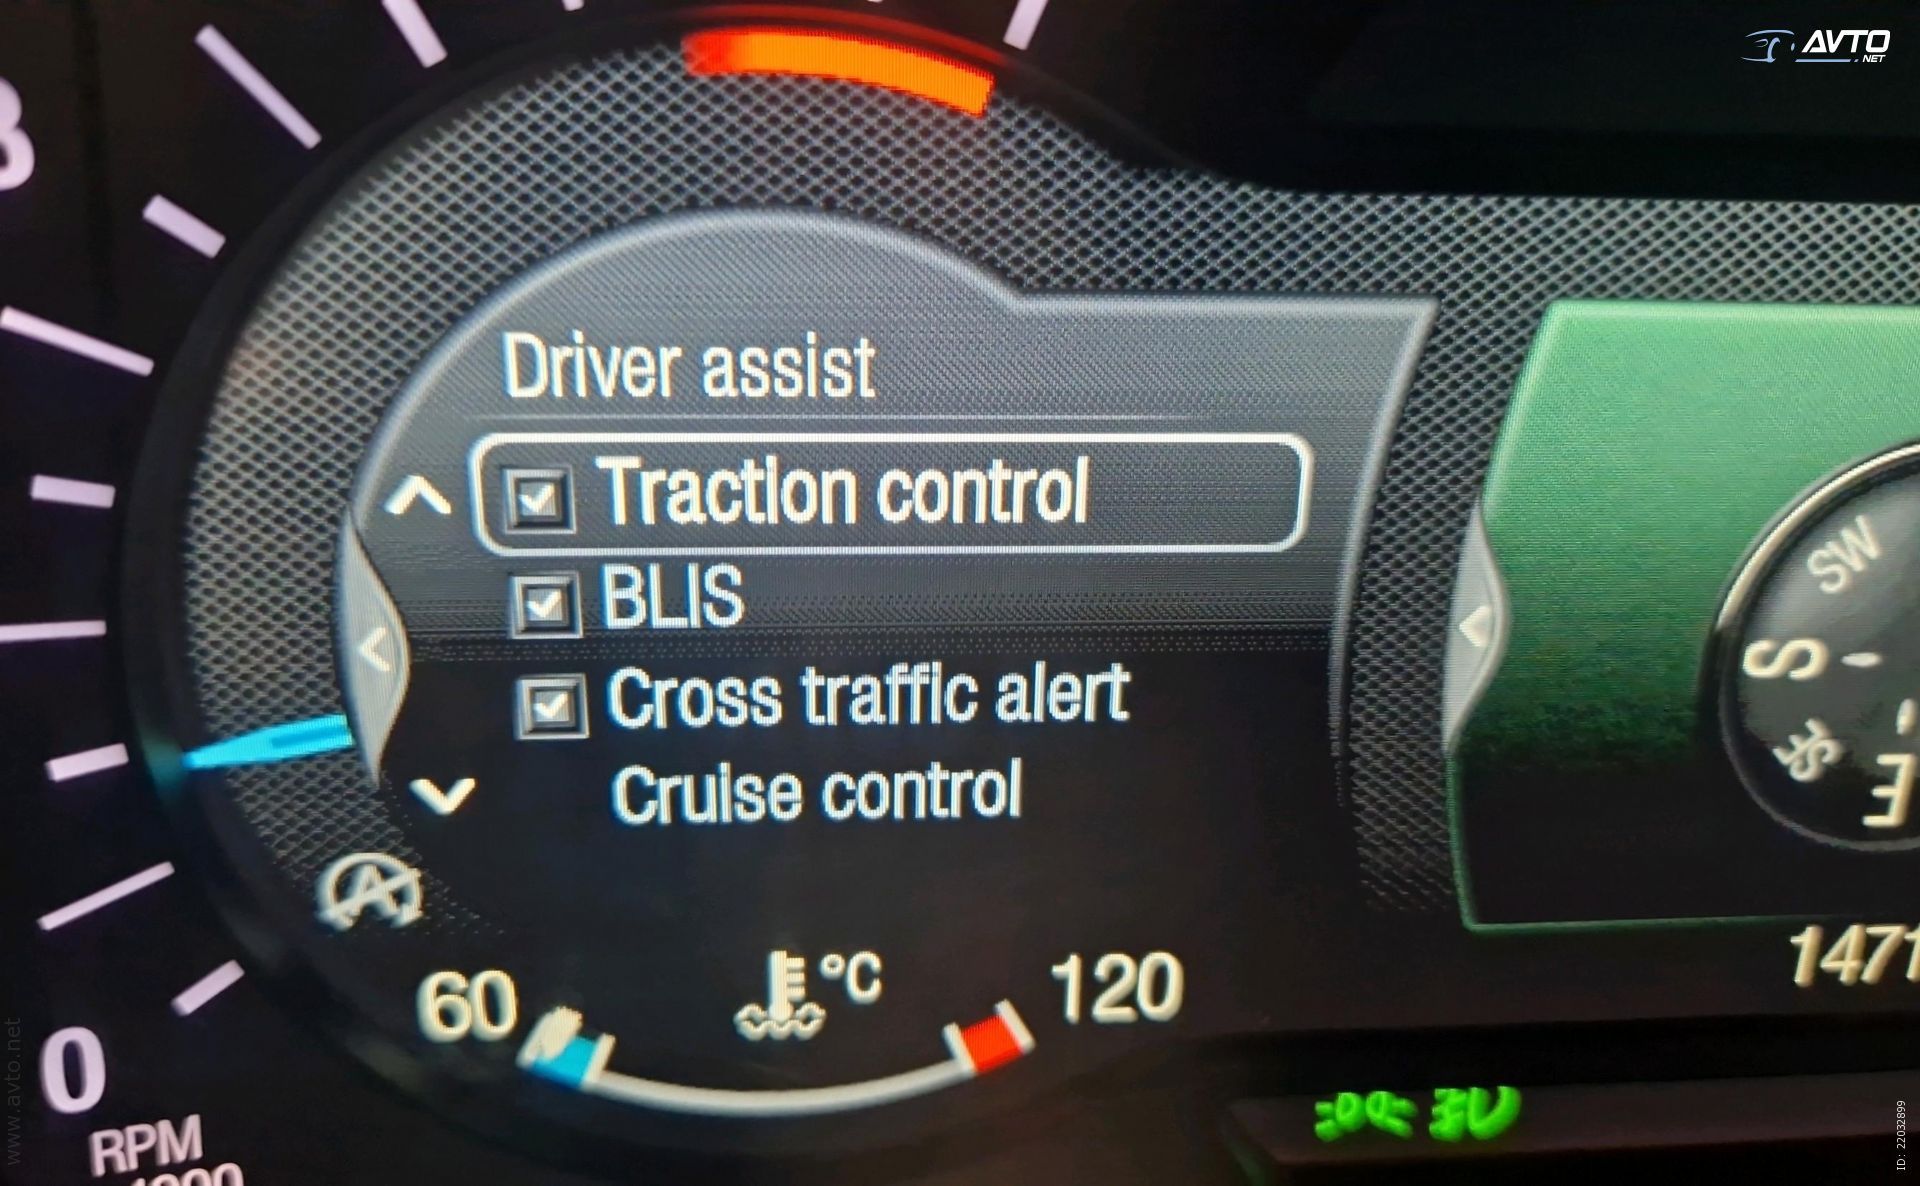 AVTO
.NET
3
Driver assist
Traction control
BLIS
Cross traffic alert
Cruise control
SW
S
SE
E
A
60
°C
120
1471
0
RPM
www.avto.net
ID: 22032899